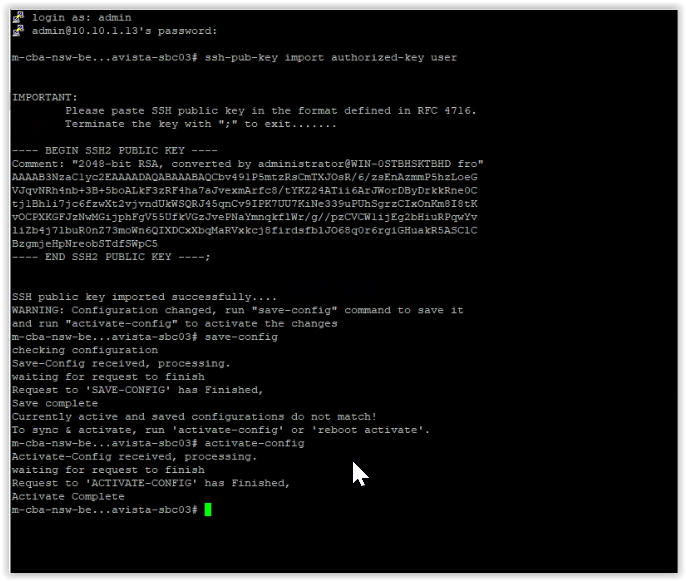 login as: admin
admin@10.10.1.13's password:
m-cba-nsw-be...avista-sbc03# ssh-pub-key import authorized-key user
IMPORTANT:
Please paste SSH public key in the format defined in RFC 4716.
Terminate the key with ";" to exit.......
---- BEGIN SSH2 PUBLIC KEY ----
Comment: "2048-bit RSA, converted by administrator@WIN-0STBHSKTBHD fro"
AAAAB3NzaC1yc2EAAAADAQABAAABAQCbv491P5mtzRsCmTXJOsR/6/zsEnAzmmP5hzLoeG
VJqvNRh4nb+3B+5boALkF3zRF4ha7aJvexmArfc8/tYKZ24ATii6ArJWorDByDrkkRne0C
tjlBhli7jc6fzwXt2vjvndUkWSQRJ45qnCv9IPK7UU7KiNe339uPUhSgrzCIxOnKm8I8tK
vOCPXKGFJzNwMGijphFgV55UfkVGzJvePNaYmnqkflWr/g//pzCVCWlijEg2bHiuRPqwYv
liZb4j7lbuR0nZ73moWn6QIXDCxXbqMaRVxkcj8firdsfblJO68q0r6rgiGHuakR5ASClC
BzgmjeHpNreobSTdfSWpC5
---- END SSH2 PUBLIC KEY ----;
SSH public key imported successfully....
WARNING: Configuration changed, run "save-config" command to save it
and run "activate-config" to activate the changes
m-cba-nsw-be...avista-sbc03# save-config
checking configuration
Save-Config received, processing.
waiting for request to finish
Request to 'SAVE-CONFIG' has Finished,
Save complete
Currently active and saved configurations do not match!
To sync & activate, run 'activate-config' or 'reboot activate'.
m-cba-nsw-be...avista-sbc03# activate-config
Activate-Config received, processing.
waiting for request to finish
Request to 'ACTIVATE-CONFIG' has Finished,
Activate Complete
m-cba-nsw-be...avista-sbc03#